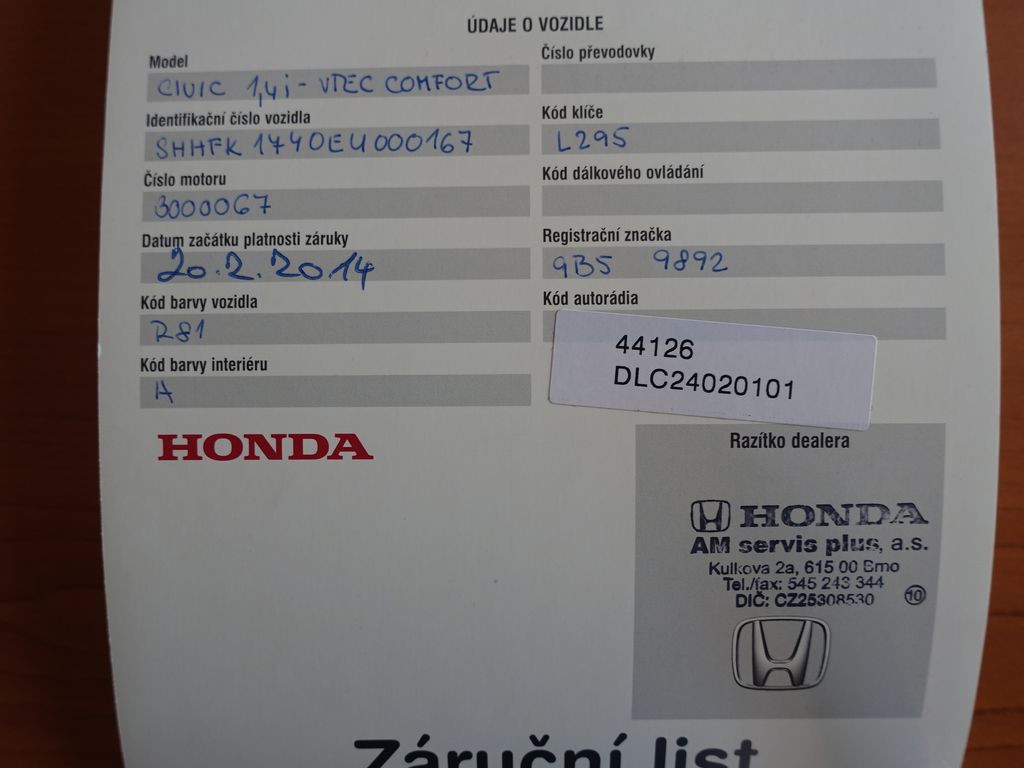 ÚDAJE O VOZIDLE
Model
CIVIC 1,4i - VTEC COMFORT
Identifikační číslo vozidla
SHHFK1740EU000167
Číslo motoru
3000067
Datum začátku platnosti záruky
20.2.2014
Kód barvy vozidla
R81
Kód barvy interiéru
A
HONDA
Číslo převodovky
Kód klíče
L295
Kód dálkového ovládání
Registrační značka
9B5 9892
Kód autorádia
44126
DLC24020101
Razítko dealera
HONDA
AM servis plus, a.s.
Kulkova 2a, 615 00 Brno
Tel./fax: 545 243 344
DIČ: CZ25308530
10
Záruční list